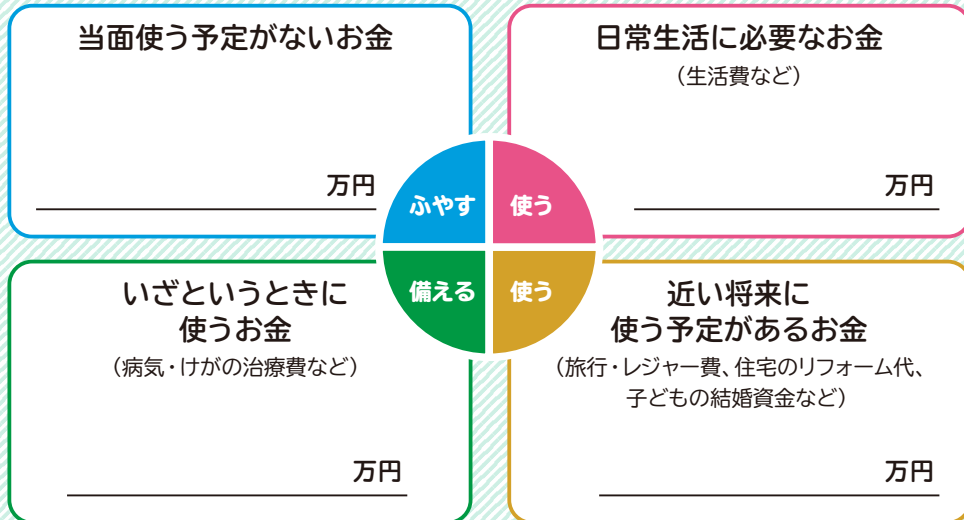 当面使う予定がないお金
万円
日常生活に必要なお金
（生活費など）
万円
ふやす
使う
備える
使う
いざというときに
使うお金
（病気・けがの治療費など）
万円
近い将来に
使う予定があるお金
（旅行・レジャー費、住宅のリフォーム代、
子どもの結婚資金など）
万円